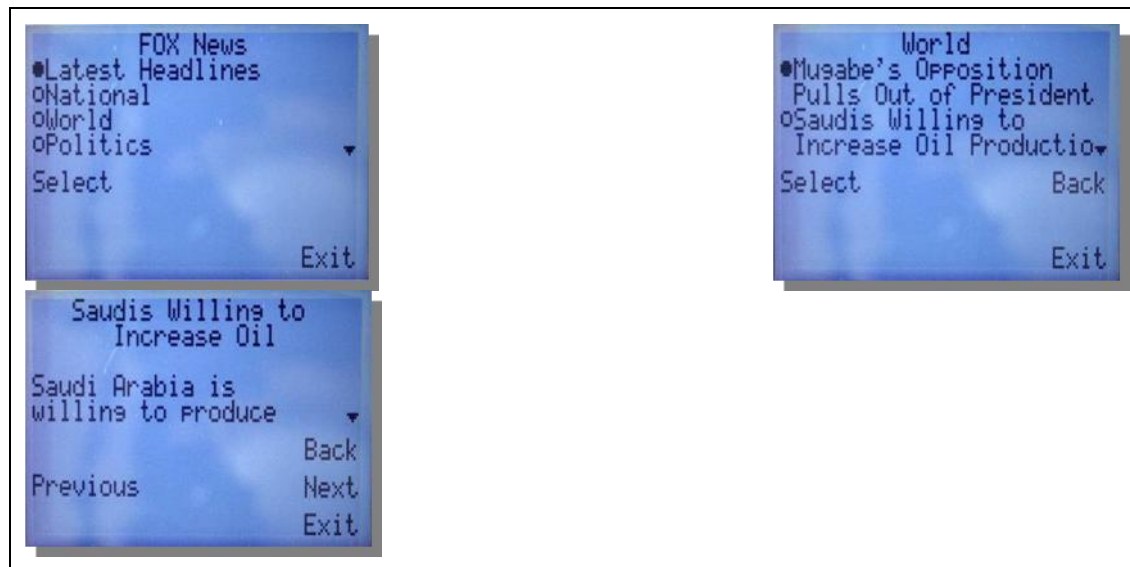 FOX News
Latest Headlines
National
World
Politics
Select
Exit
World
Mugabe's Opposition
Pulls Out of President
Saudis Willing to
Increase Oil Productio
Select Back
Exit
Saudis Willing to
Increase Oil
Saudi Arabia is
willing to produce
Back
Previous Next
Exit